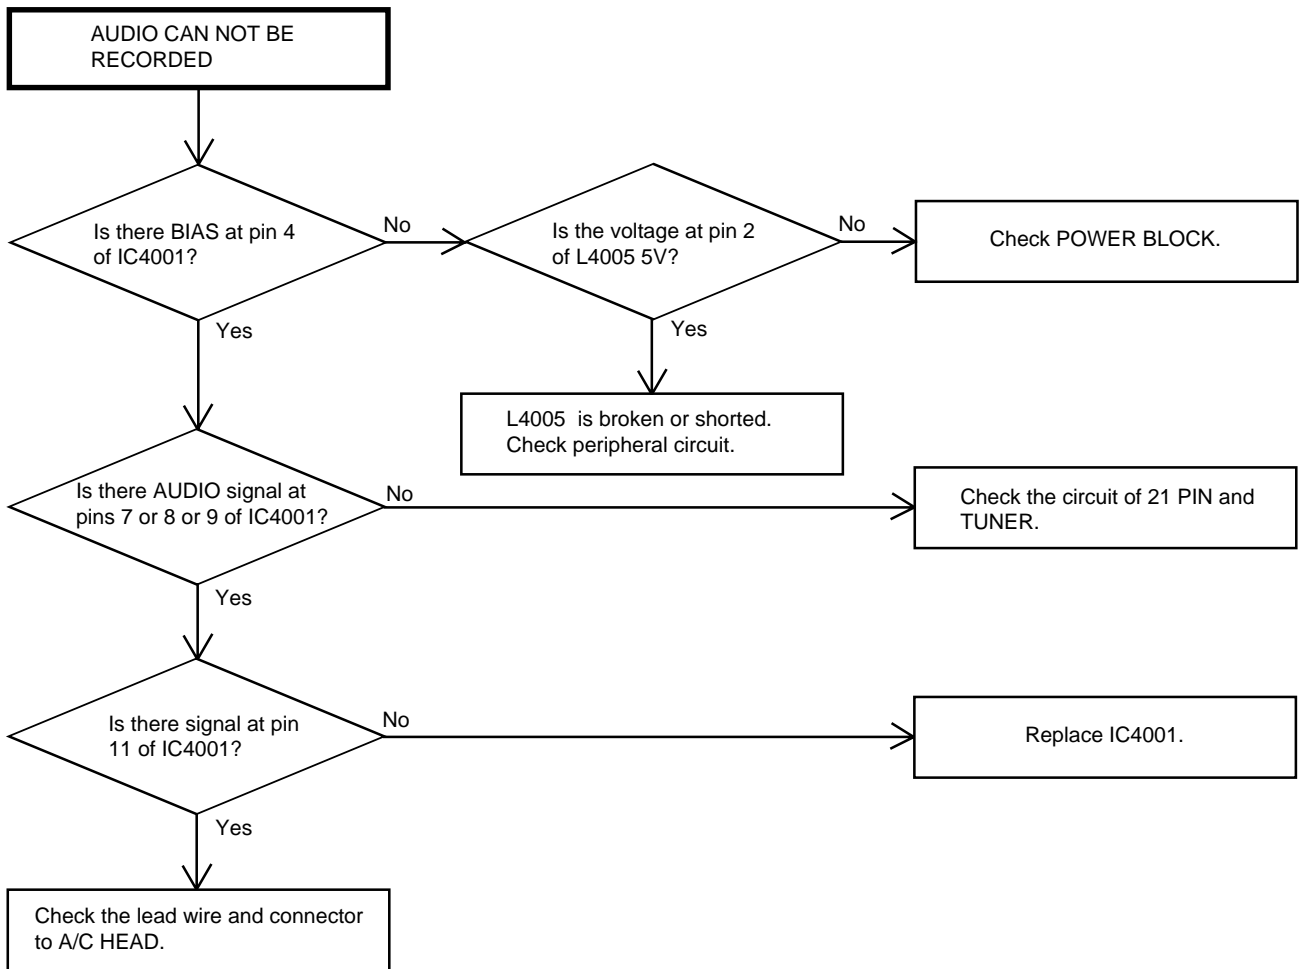 AUDIO CAN NOT BE
RECORDED
Is there BIAS at pin 4
of IC4001?
No
Is the voltage at pin 2
of L4005 5V?
No
Check POWER BLOCK.
Yes
Yes
L4005  is broken or shorted.
Check peripheral circuit.
Is there AUDIO signal at
pins 7 or 8 or 9 of IC4001?
No
Check the circuit of 21 PIN and
TUNER.
Yes
Is there signal at pin
11 of IC4001?
No
Replace IC4001.
Yes
Check the lead wire and connector
to A/C HEAD.